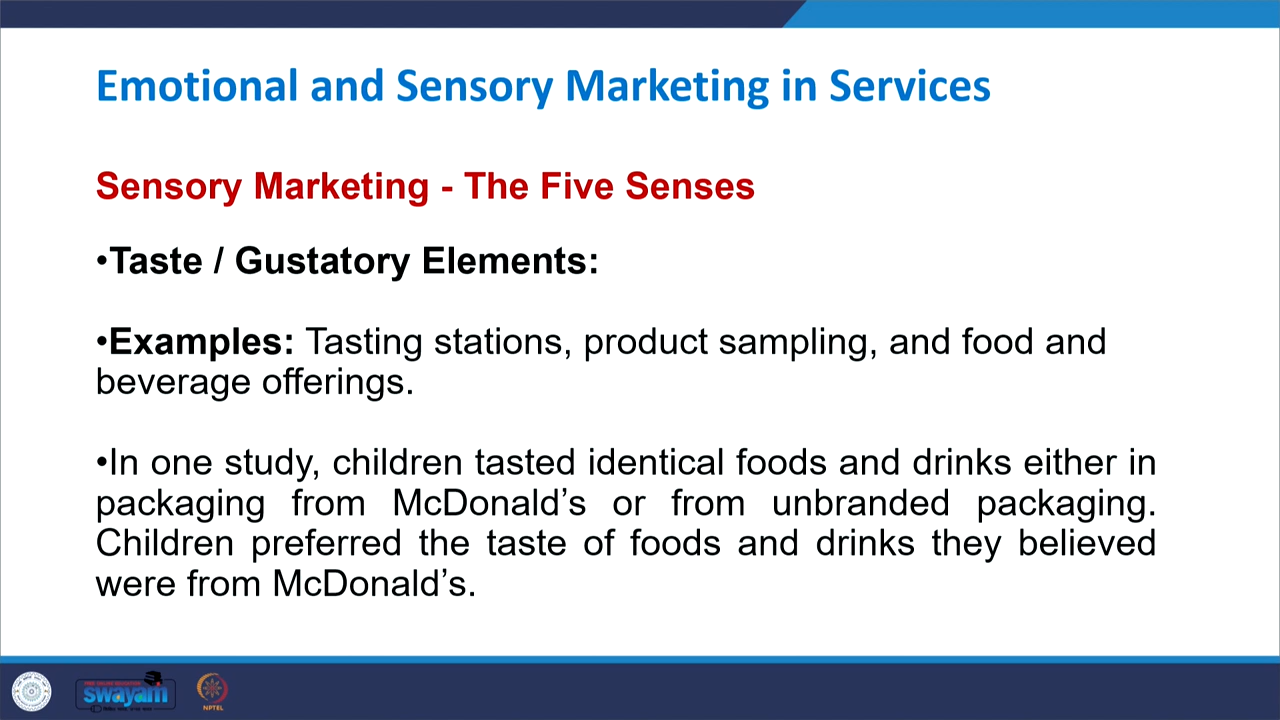 Emotional and Sensory Marketing in Services
Sensory Marketing - The Five Senses
•Taste / Gustatory Elements:
•Examples: Tasting stations, product sampling, and food and
beverage offerings.
•In one study, children tasted identical foods and drinks either in
packaging from McDonald’s or from unbranded packaging.
Children preferred the taste of foods and drinks they believed
were from McDonald’s.
swayam
NPTEL